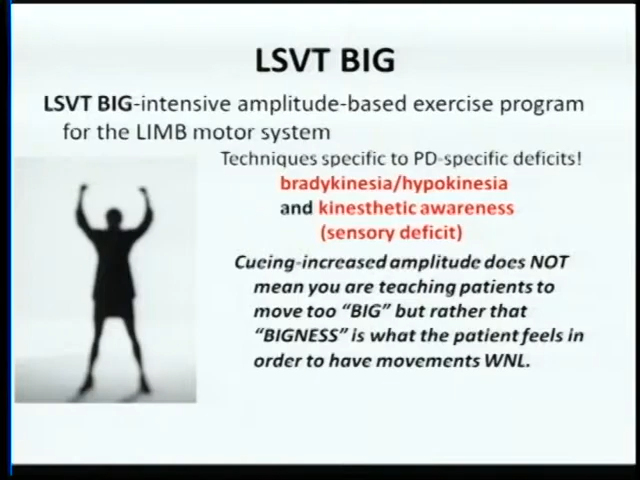 LSVT BIG
LSVT BIG-intensive amplitude-based exercise program
for the LIMB motor system
Techniques specific to PD-specific deficits!
bradykinesia/hypokinesia
and kinesthetic awareness
(sensory deficit)
Cueing-increased amplitude does NOT
mean you are teaching patients to
move too “BIG” but rather that
“BIGNESS” is what the patient feels in
order to have movements WNL.